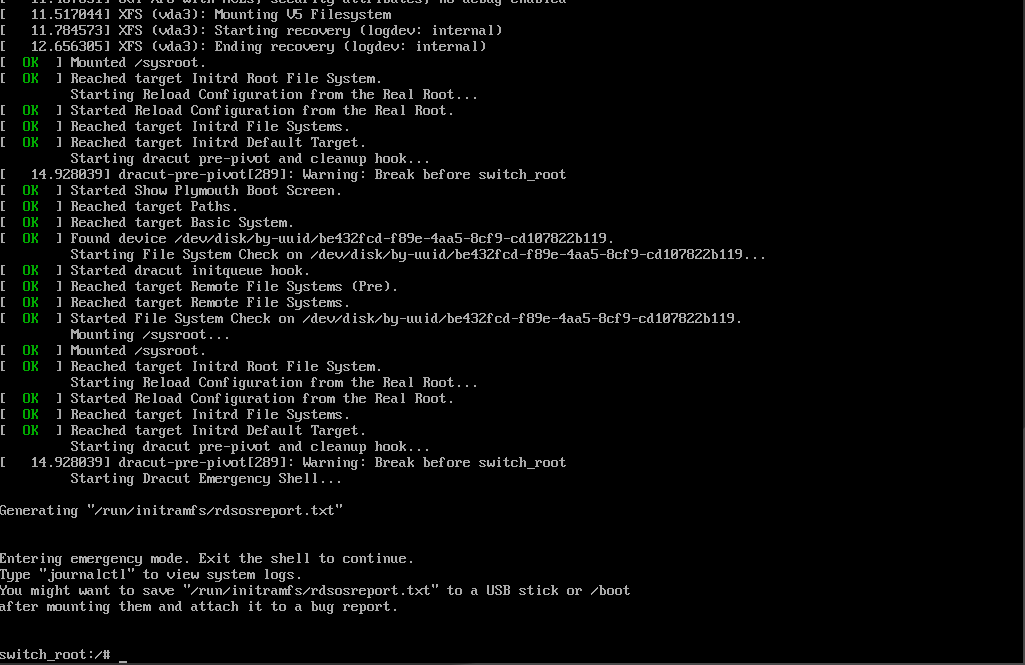 [   11.517044] XFS (vda3): Mounting V5 Filesystem
[   11.784573] XFS (vda3): Starting recovery (logdev: internal)
[   12.656305] XFS (vda3): Ending recovery (logdev: internal)
[  OK  ] Mounted /sysroot.
[  OK  ] Reached target Initrd Root File System.
         Starting Reload Configuration from the Real Root...
[  OK  ] Started Reload Configuration from the Real Root.
[  OK  ] Reached target Initrd File Systems.
[  OK  ] Reached target Initrd Default Target.
         Starting dracut pre-pivot and cleanup hook...
[   14.928039] dracut-pre-pivot[289]: Warning: Break before switch_root
[  OK  ] Started Show Plymouth Boot Screen.
[  OK  ] Reached target Paths.
[  OK  ] Reached target Basic System.
[  OK  ] Found device /dev/disk/by-uuid/be432fcd-f89e-4aa5-8cf9-cd107822b119.
         Starting File System Check on /dev/disk/by-uuid/be432fcd-f89e-4aa5-8cf9-cd107822b119...
[  OK  ] Started dracut initqueue hook.
[  OK  ] Reached target Remote File Systems (Pre).
[  OK  ] Reached target Remote File Systems.
[  OK  ] Started File System Check on /dev/disk/by-uuid/be432fcd-f89e-4aa5-8cf9-cd107822b119.
         Mounting /sysroot...
[  OK  ] Mounted /sysroot.
[  OK  ] Reached target Initrd Root File System.
         Starting Reload Configuration from the Real Root...
[  OK  ] Started Reload Configuration from the Real Root.
[  OK  ] Reached target Initrd File Systems.
[  OK  ] Reached target Initrd Default Target.
         Starting dracut pre-pivot and cleanup hook...
[   14.928039] dracut-pre-pivot[289]: Warning: Break before switch_root
         Starting Dracut Emergency Shell...
Generating "/run/initramfs/rdsosreport.txt"
Entering emergency mode. Exit the shell to continue.
Type "journalctl" to view system logs.
You might want to save "/run/initramfs/rdsosreport.txt" to a USB stick or /boot
after mounting them and attach it to a bug report.
switch_root:/# _